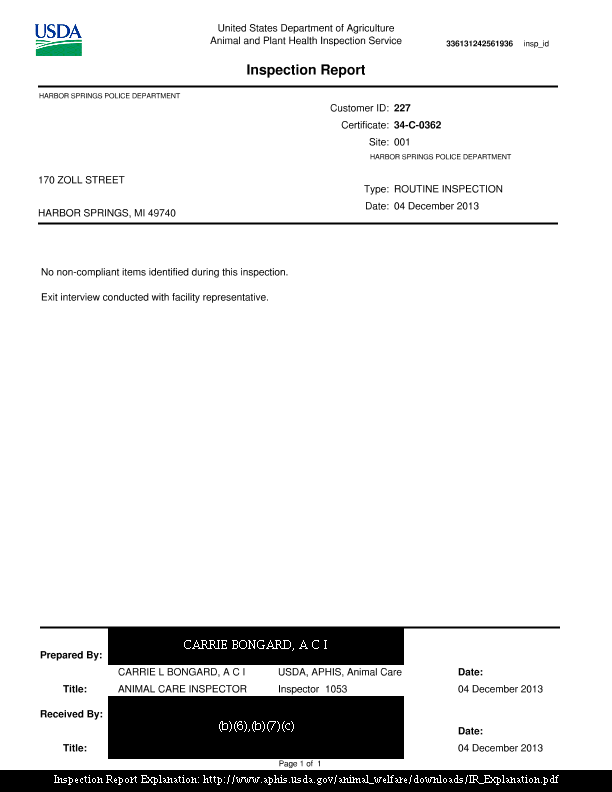 USDA
United States Department of Agriculture
Animal and Plant Health Inspection Service
336131242561936 insp_id
Inspection Report
HARBOR SPRINGS POLICE DEPARTMENT
Customer ID: 227
Certificate: 34-C-0362
Site: 001
HARBOR SPRINGS POLICE DEPARTMENT
170 ZOLL STREET
Type: ROUTINE INSPECTION
Date: 04 December 2013
HARBOR SPRINGS, MI 49740
No non-compliant items identified during this inspection.
Exit interview conducted with facility representative.
CARRIE BONGARD, A C I
Prepared By:
CARRIE L BONGARD, A C I USDA, APHIS, Animal Care Date:
Title: ANIMAL CARE INSPECTOR Inspector 1053 04 December 2013
Received By:
(b)(6),(b)(7)(c)
Date:
Title: 04 December 2013
Page 1 of 1
Inspection Report Explanation: http://www.aphis.usda.gov/animal_welfare/downloads/IR_Explanation.pdf